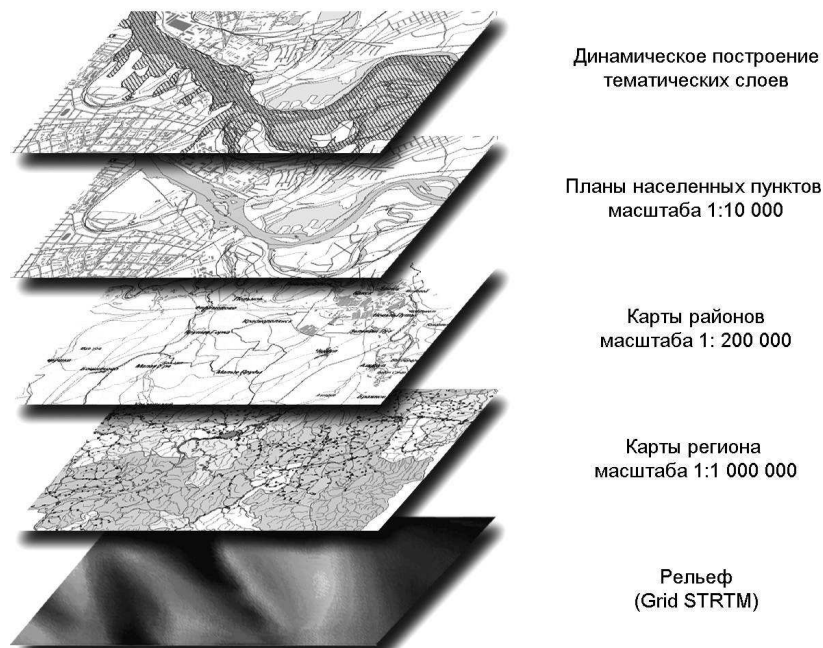 Динамическое построение
тематических слоев
Планы населенных пунктов
масштаба 1:10 000
Карты районов
масштаба 1: 200 000
Карты региона
масштаба 1:1 000 000
Рельеф
(Grid STRTM)